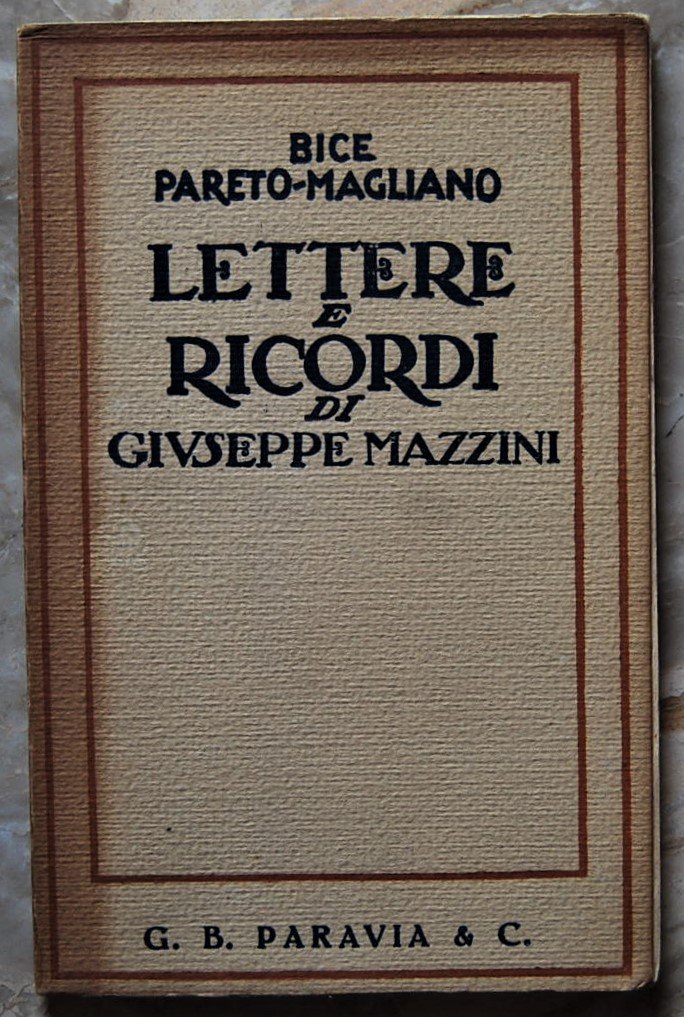 BICE
PARETO-MAGLIANO
LETTERE
E
RICORDI
DI
GIVSEPPE MAZZINI
G. B. PARAVIA & C.